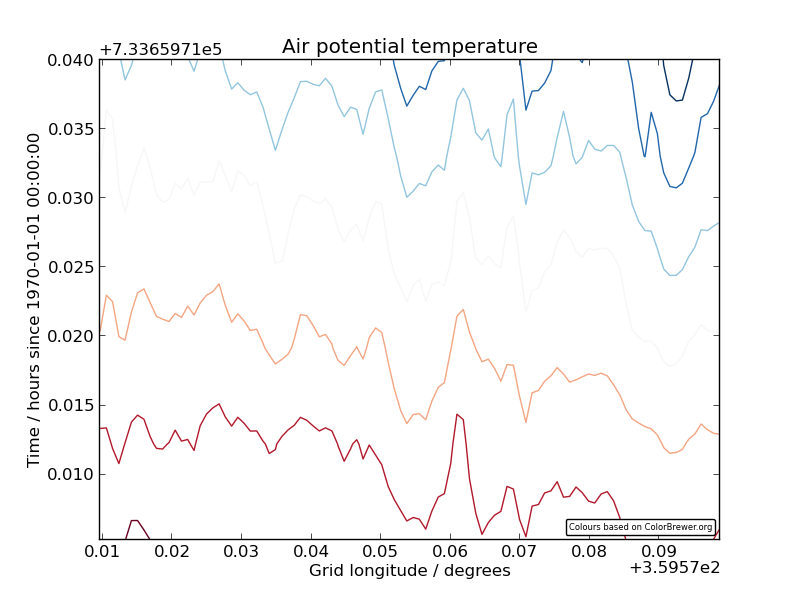 +7.3365971e5
Air potential temperature
0.040
0.035
0.030
0.025
0.020
0.015
0.010
Time / hours since 1970-01-01 00:00:00
Colours based on ColorBrewer.org
0.01 0.02 0.03 0.04 0.05 0.06 0.07 0.08 0.09
+3.5957e2
Grid longitude / degrees